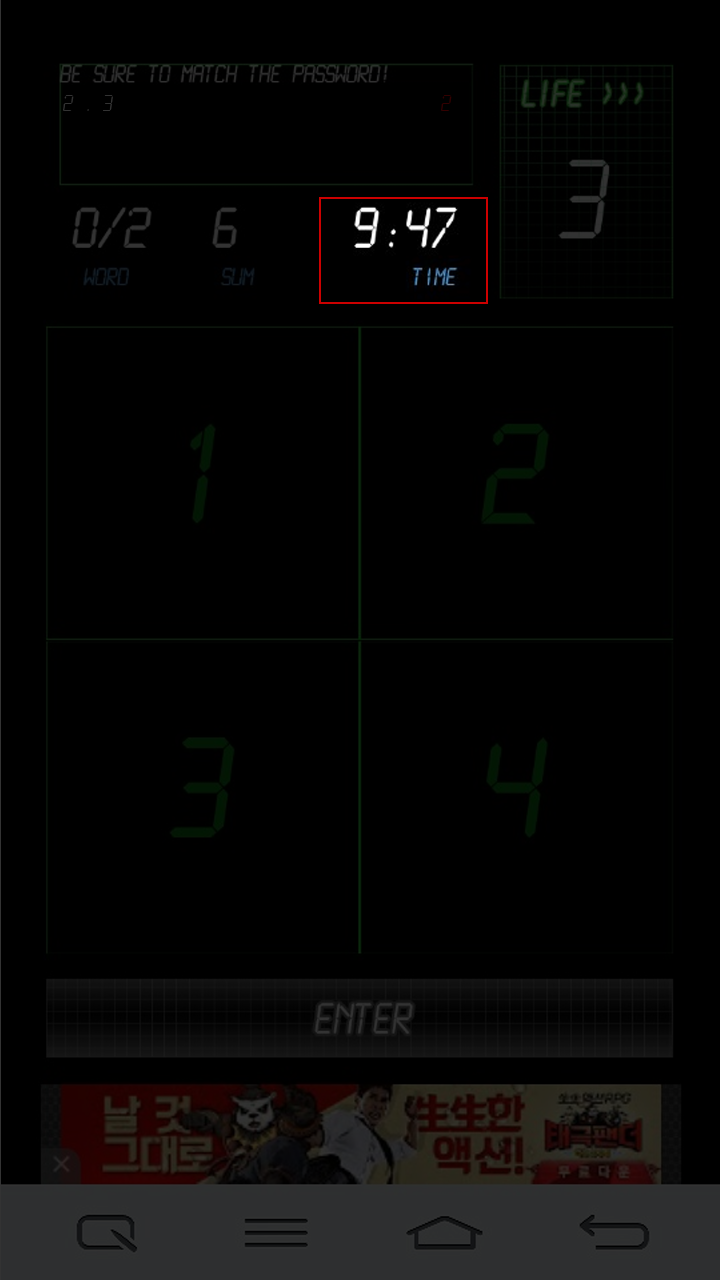 BE SURE TO MATCH THE PASSWORD!
2 . 3 2
LIFE >>>
3
0/2 6 9:47
WORD SUM TIME
1 2
3 4
ENTER
날 것
그대로
生生한
액션!
生生 액션RPG
태극팬더
무료다운